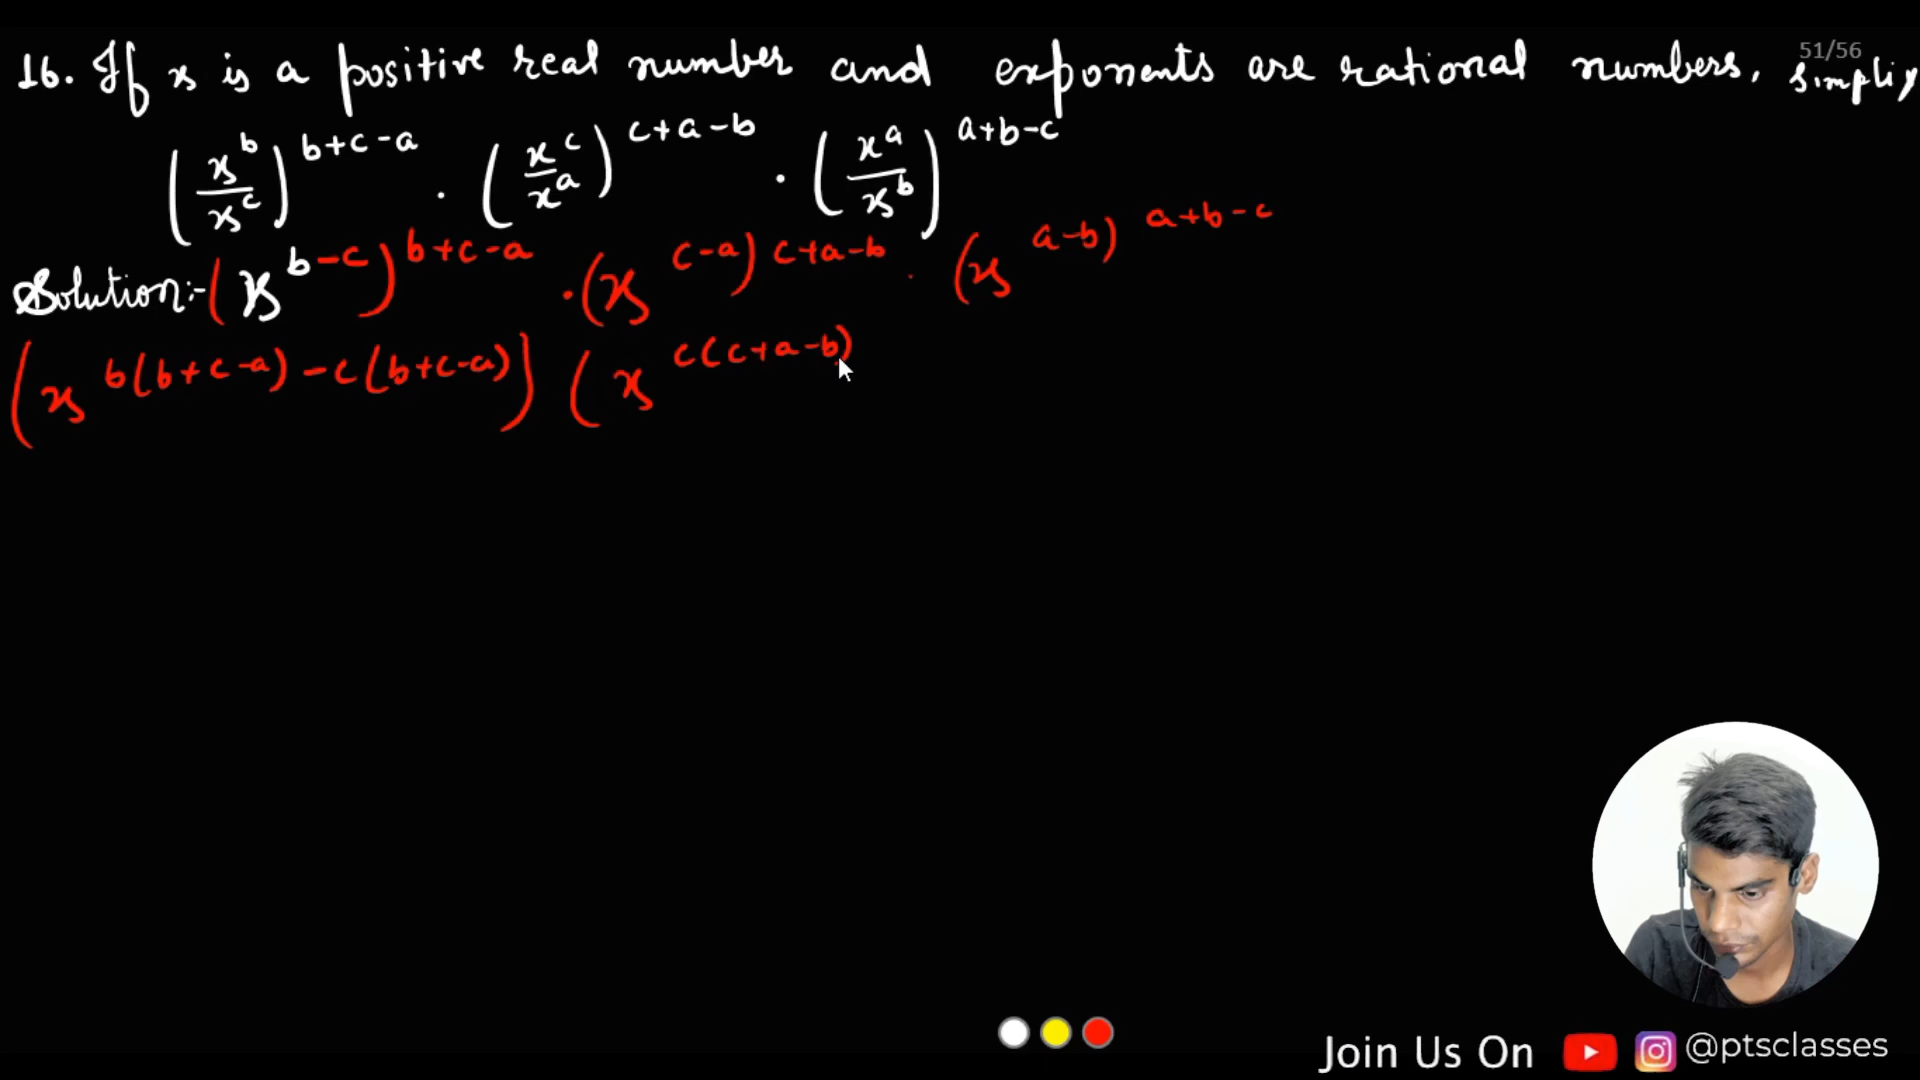 51/56
16. If x is a positive real number and exponents are rational numbers, simplify
(x^b/x^c)^{b+c-a} · (x^c/x^a)^{c+a-b} · (x^a/x^b)^{a+b-c}
Solution:- (x^{b-c})^{b+c-a} · (x^{c-a})^{c+a-b} · (x^{a-b})^{a+b-c}
(x^{b(b+c-a)-c(b+c-a)}) (x^{c(c+a-b)}
Join Us On @ptsclasses